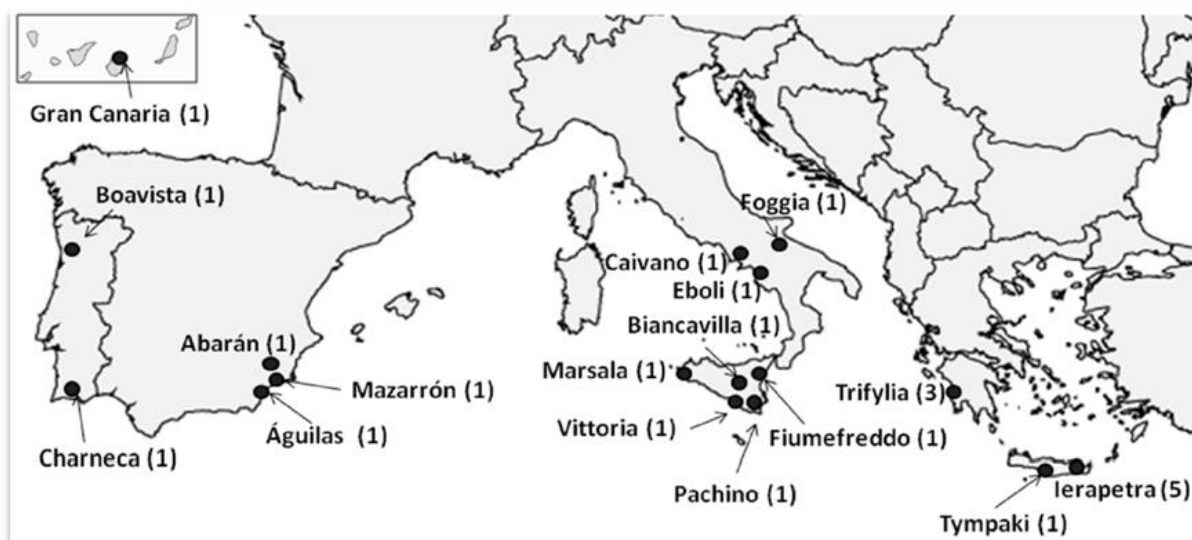 Gran Canaria (1)
Boavista (1)
Foggia (1)
Caivano (1)
Eboli (1)
Biancavilla (1)
Abarán (1)
Marsala (1)
Mazarrón (1)
Trifylia (3)
Vittoria (1)
Águilas (1)
Fiumefreddo (1)
Charneca (1)
Pachino (1)
Ierapetra (5)
Tympaki (1)